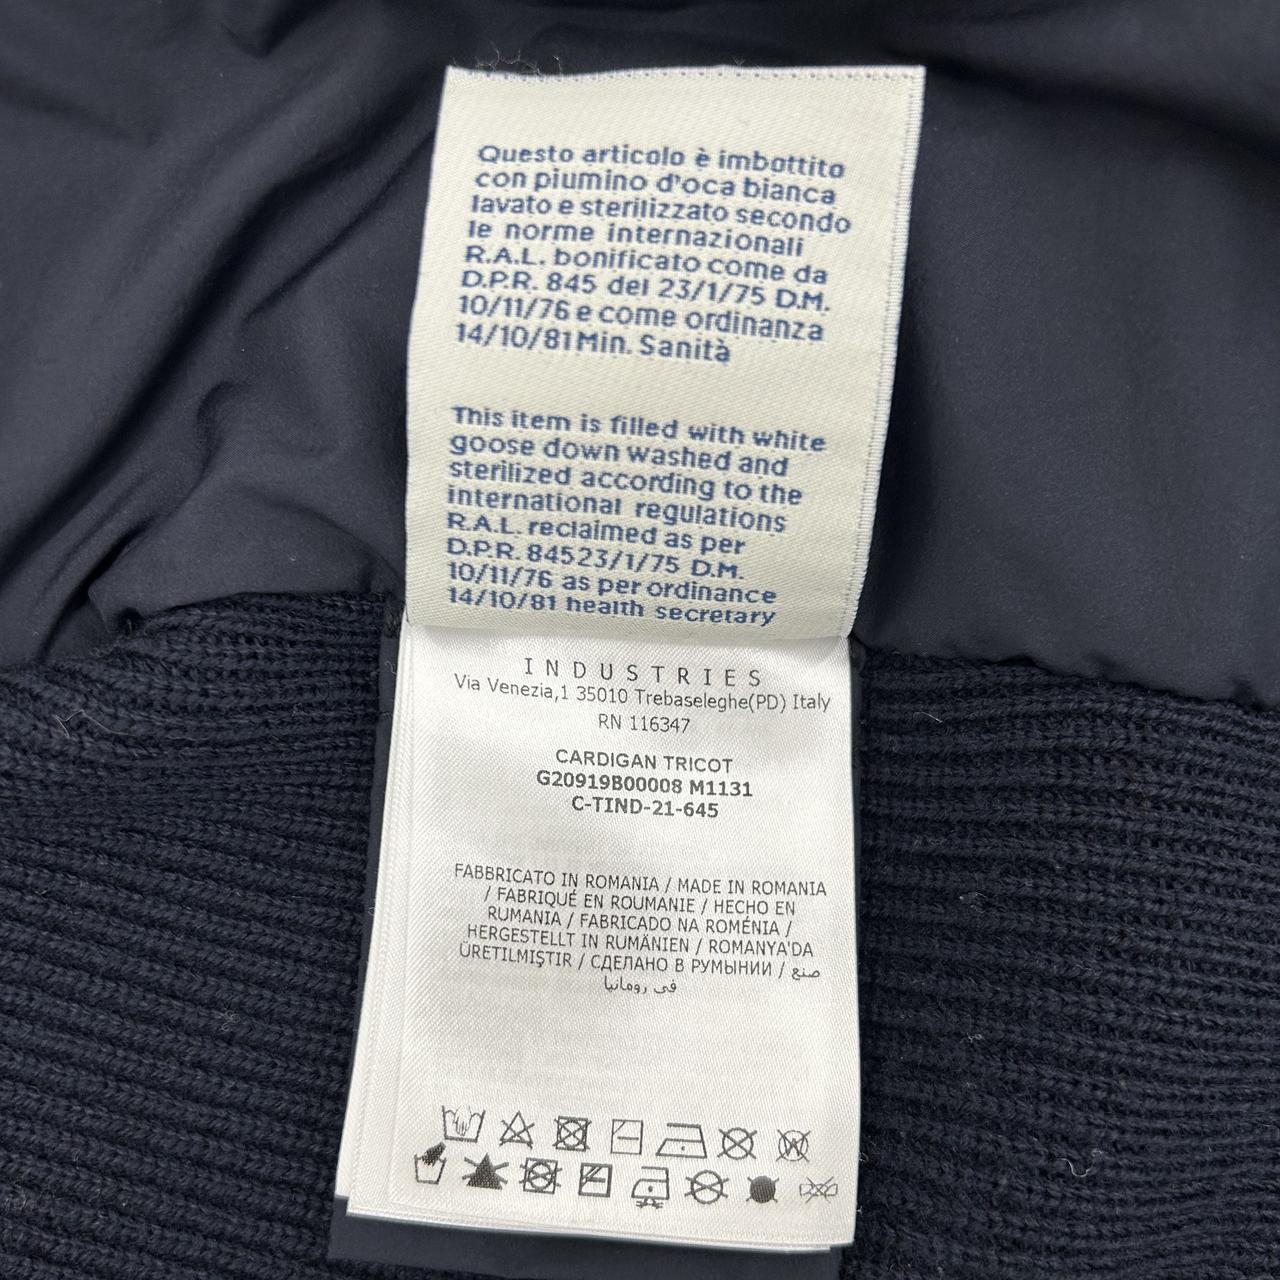 Questo articolo è imbottito
con piumino d'oca bianca
lavato e sterilizzato secondo
le norme internazionali
R.A.L. bonificato come da
D.P.R. 845 del 23/1/75 D.M.
10/11/76 e come ordinanza
14/10/81 Min. Sanità
This item is filled with white
goose down washed and
sterilized according to the
international regulations
R.A.L. reclaimed as per
D.P.R. 845 23/1/75 D.M.
10/11/76 as per ordinance
14/10/81 health secretary
INDUSTRIES
Via Venezia,1 35010 Trebaseleghe(PD) Italy
RN 116347
CARDIGAN TRICOT
G20919B00008 M1131
C-TIND-21-645
FABBRICATO IN ROMANIA / MADE IN ROMANIA
/ FABRIQUÉ EN ROUMANIE / HECHO EN
RUMANIA / FABRICADO NA ROMÉNIA /
HERGESTELLT IN RUMÄNIEN / ROMANYA'DA
ÜRETILMIŞTIR / СДЕЛАНО В РУМЫНИИ / صنع
في رومانيا